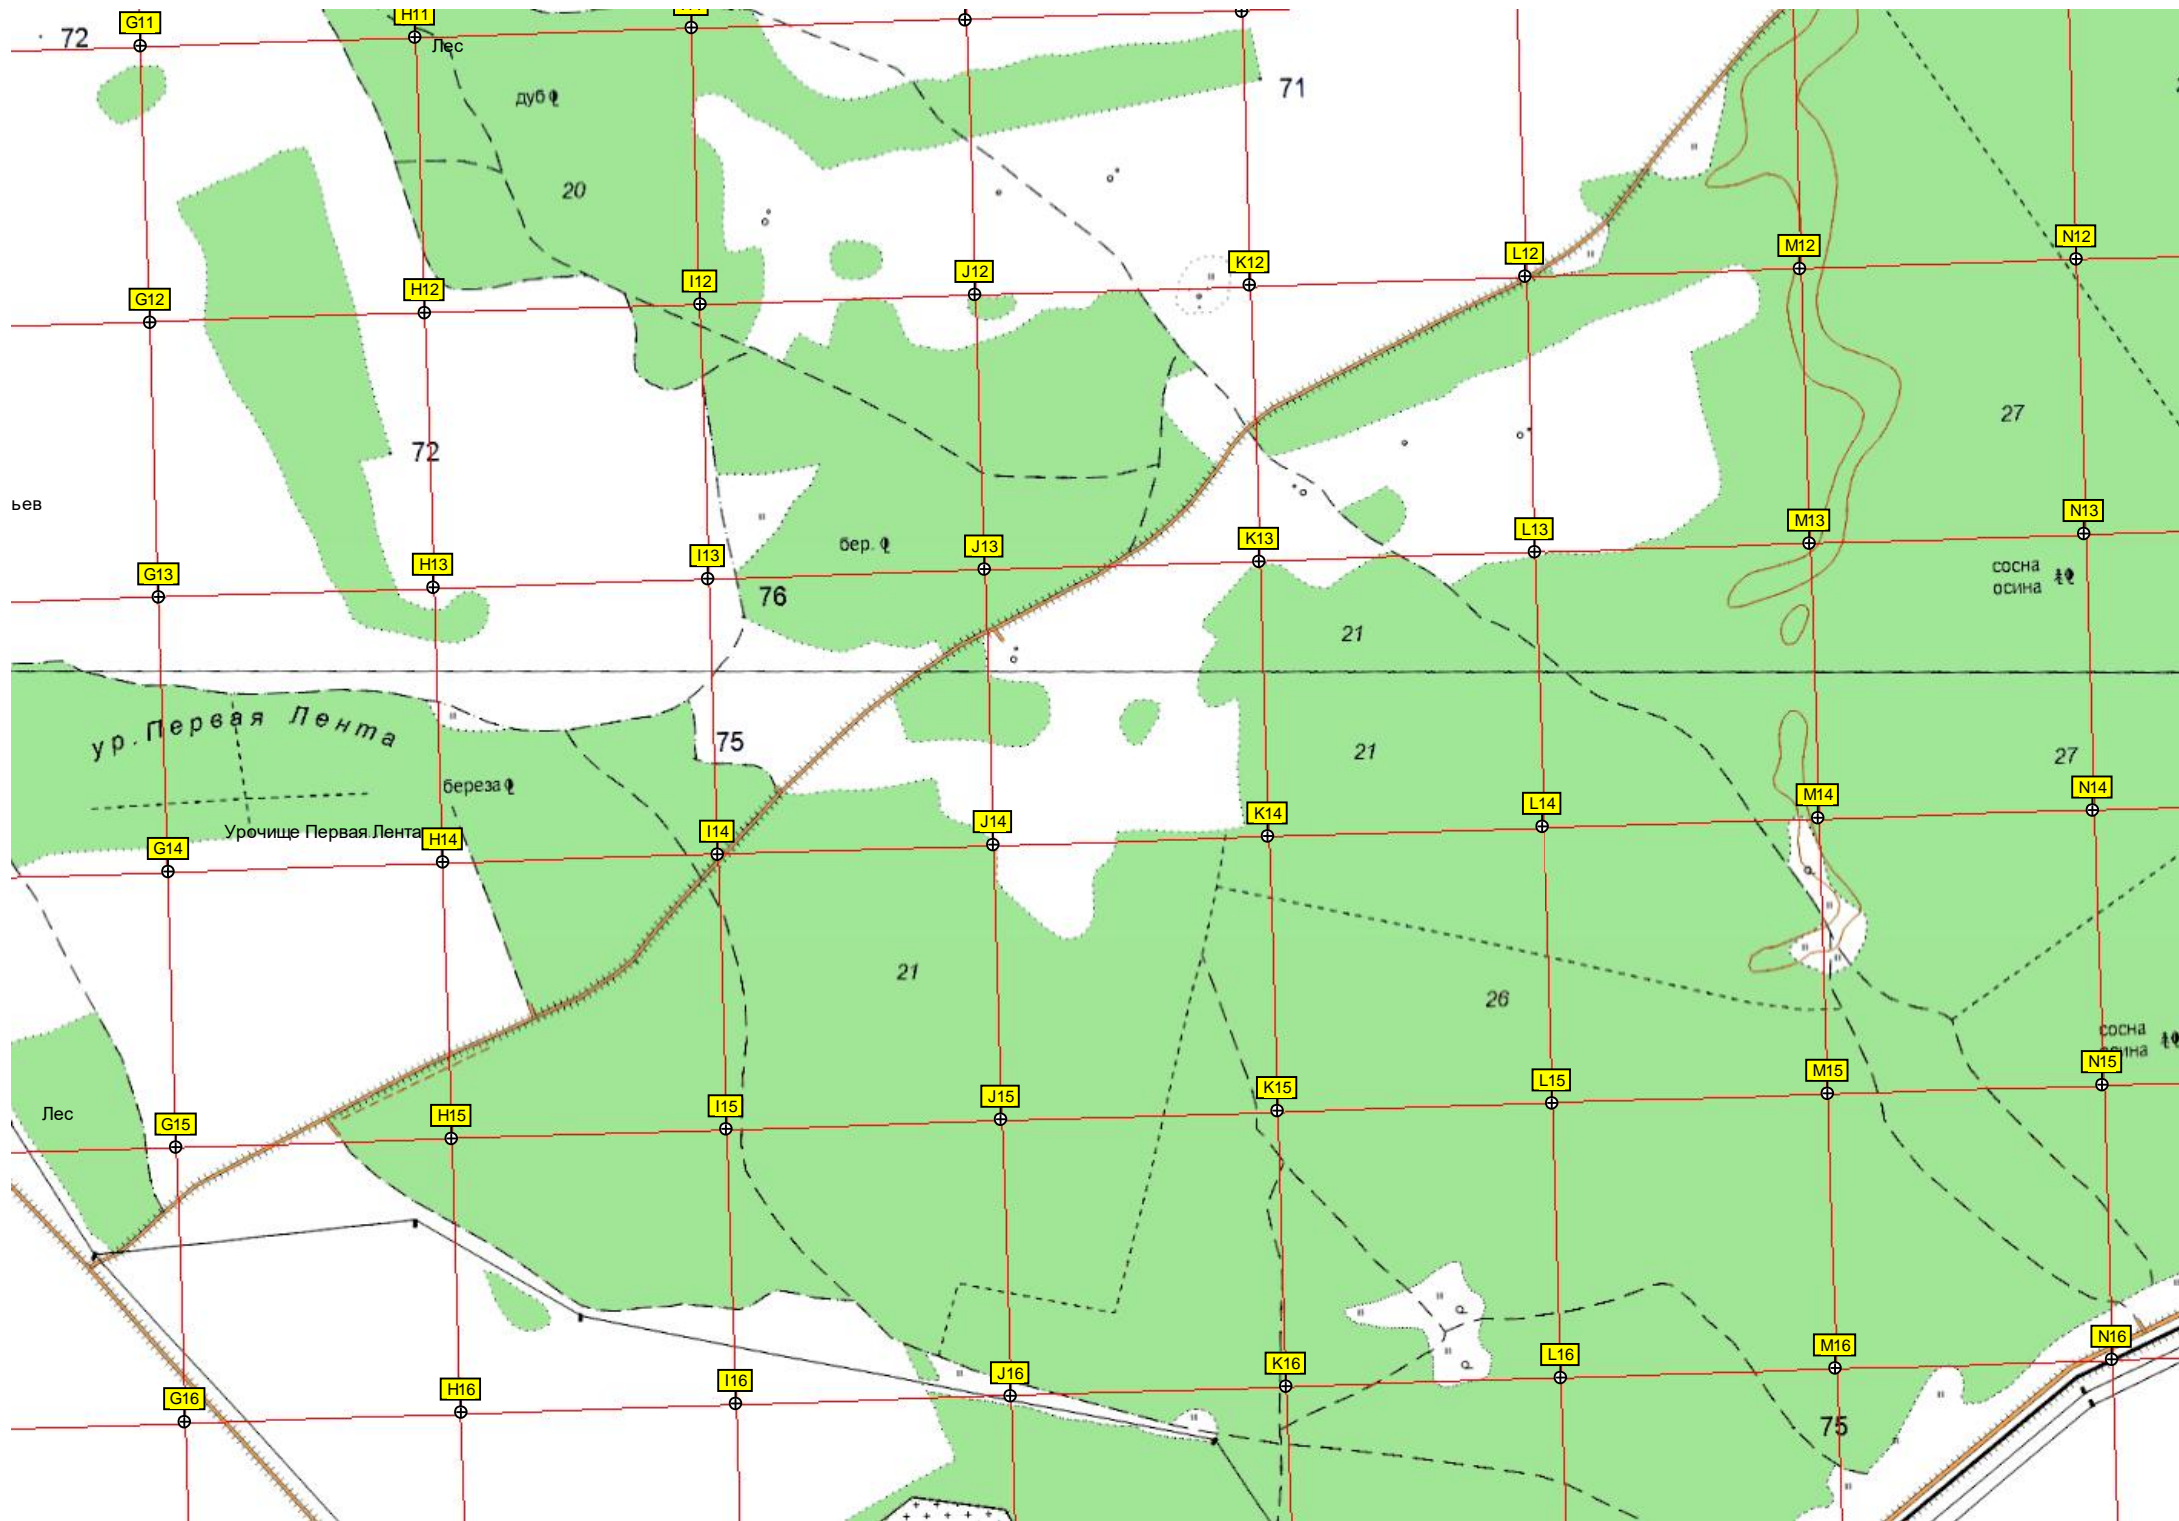 G11
72
H11
Лес
дуб
71
20
G12
H12
I12
J12
K12
L12
M12
N12
72
27
ьев
бер.
G13
H13
I13
J13
K13
L13
M13
N13
сосна
осина
76
21
ур. Первая Лента
75
21
27
береза
Урочище Первая Лента
G14
H14
I14
J14
K14
L14
M14
N14
21
26
сосна
Лес
G15
H15
I15
J15
K15
L15
M15
N15
G16
H16
I16
J16
K16
L16
M16
N16
75